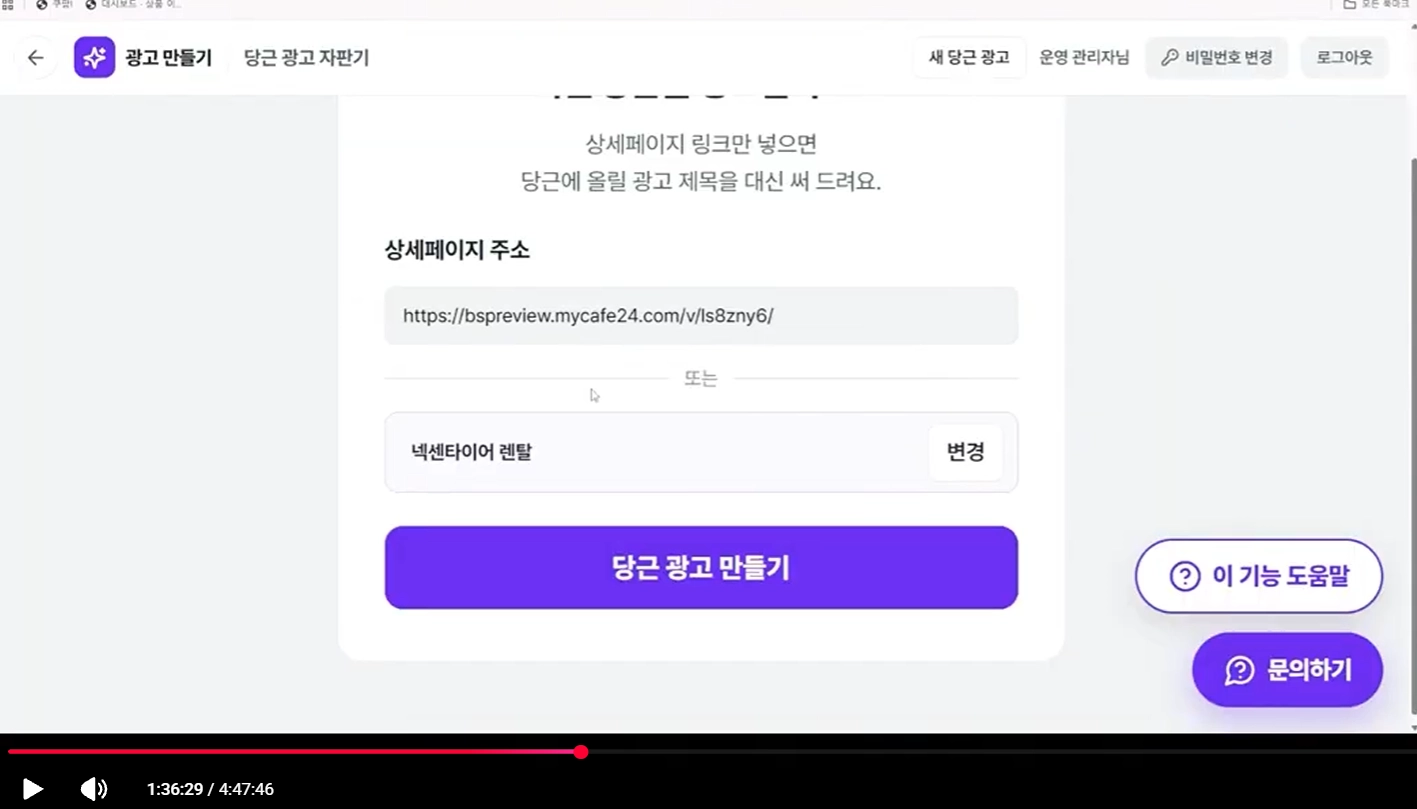 광고 만들기 당근 광고 자판기 새 당근 광고 운영 관리자님 비밀번호 변경 로그아웃
상세페이지 링크만 넣으면
당근에 올릴 광고 제목을 대신 써 드려요.
상세페이지 주소
https://bspreview.mycafe24.com/v/ls8zny6/
또는
넥센타이어 렌탈 변경
당근 광고 만들기
이 기능 도움말
문의하기
1:36:29 / 4:47:46